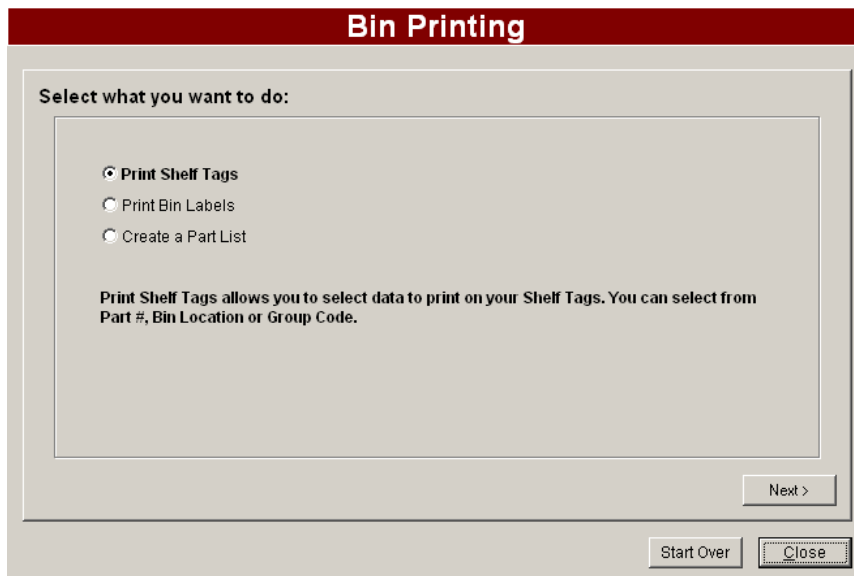 Bin Printing
Select what you want to do:
Print Shelf Tags
Print Bin Labels
Create a Part List
Print Shelf Tags allows you to select data to print on your Shelf Tags. You can select from
Part #, Bin Location or Group Code.
Next >
Start Over
Close